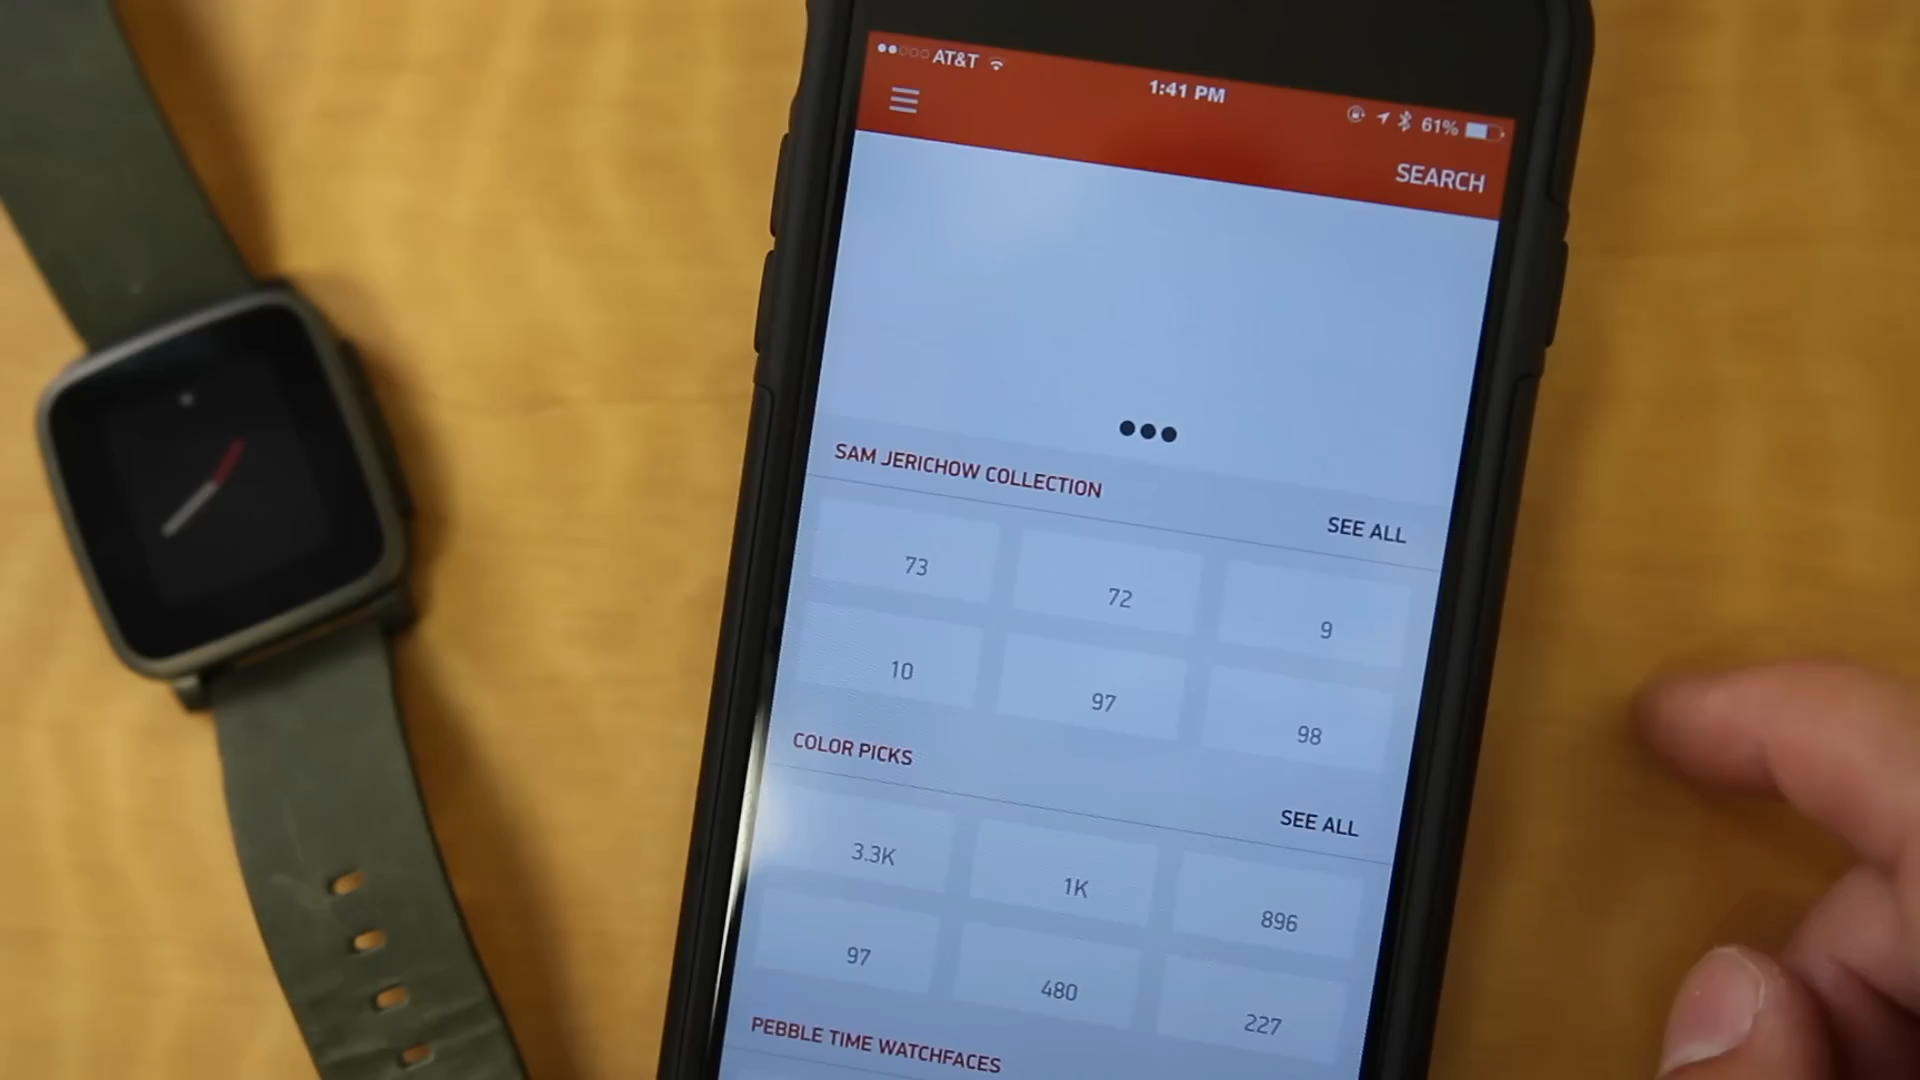 AT&T
1:41 PM
61%
SEARCH
SAM JERICHOW COLLECTION
SEE ALL
73 72 9
10 97 98
COLOR PICKS
SEE ALL
3.3K 1K 896
97 480 227
PEBBLE TIME WATCHFACES